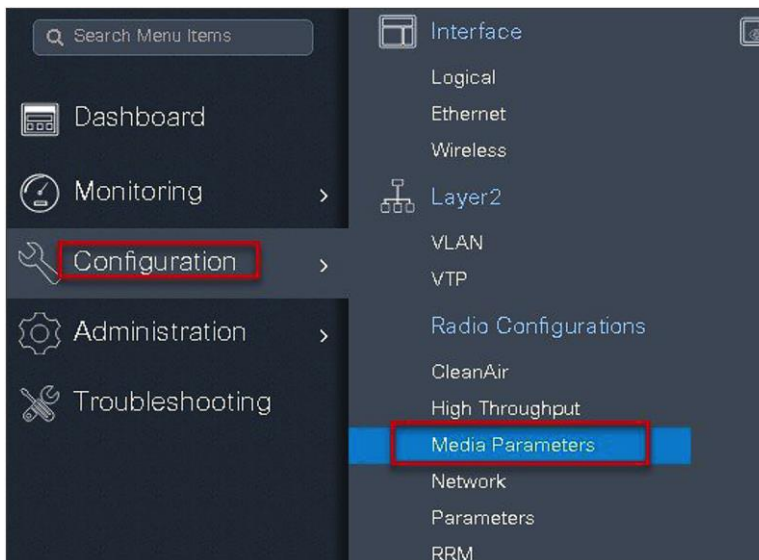 Search Menu Items
Dashboard
Monitoring
Configuration
Administration
Troubleshooting
Interface
Logical
Ethernet
Wireless
Layer2
VLAN
VTP
Radio Configurations
CleanAir
High Throughput
Media Parameters
Network
Parameters
RRM